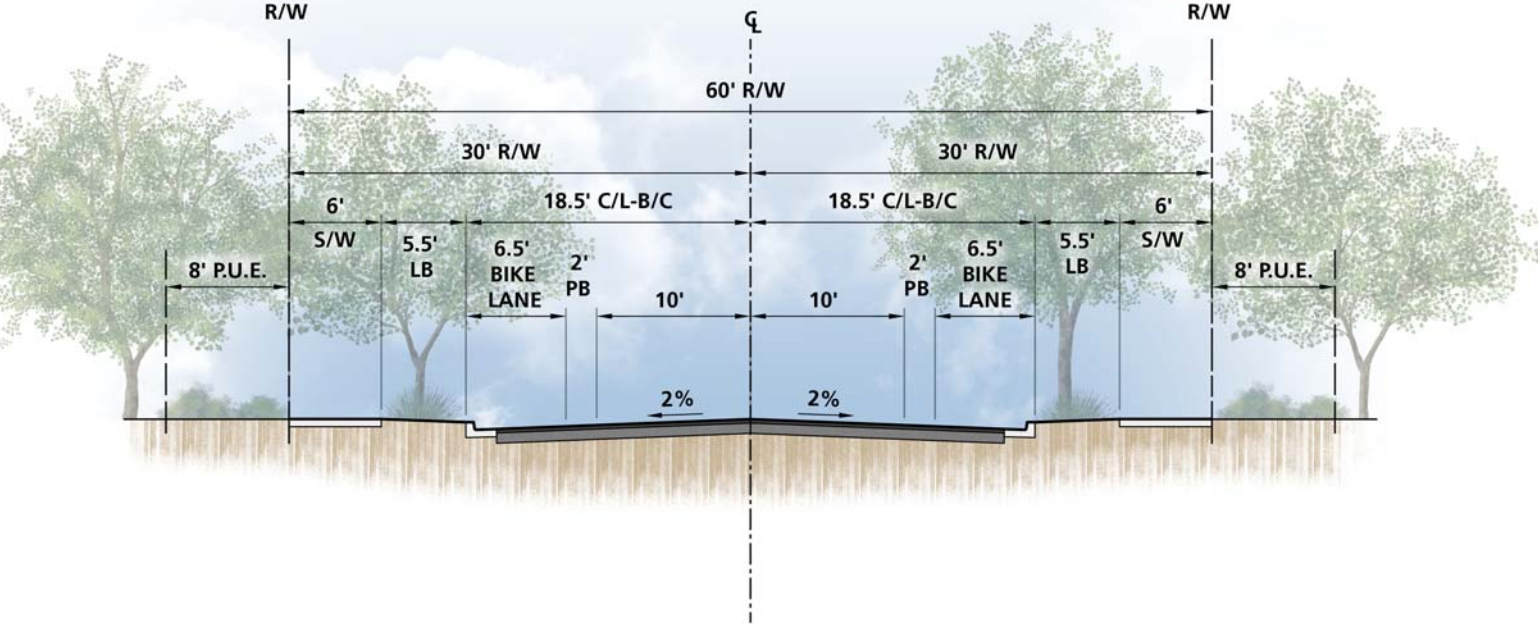 R/W
℄
R/W
60' R/W
30' R/W
30' R/W
6'
S/W
5.5'
LB
18.5' C/L-B/C
18.5' C/L-B/C
5.5'
LB
6'
S/W
8' P.U.E.
6.5'
BIKE
LANE
2'
PB
10'
10'
2'
PB
6.5'
BIKE
LANE
8' P.U.E.
2%
2%